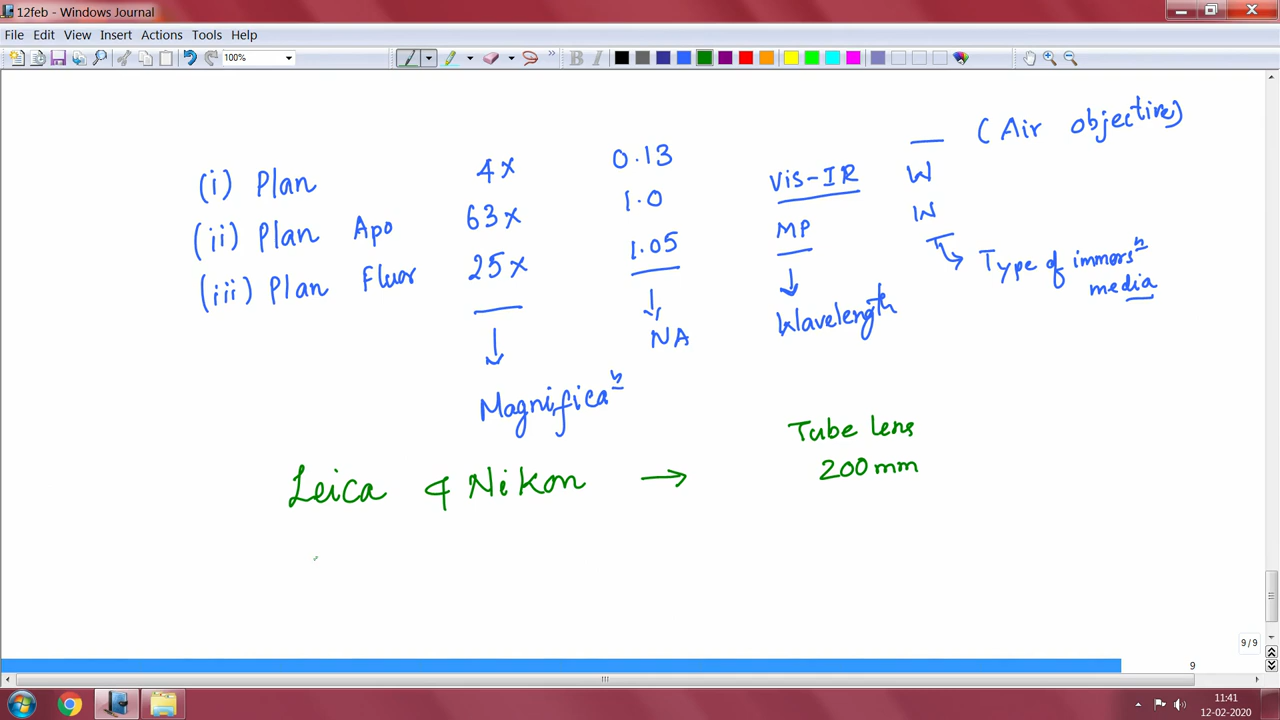 12feb - Windows Journal
File Edit View Insert Actions Tools Help
100%
(i) Plan 4x 0.13 Vis-IR — (Air objective)
(ii) Plan Apo 63x 1.0 MP W
(iii) Plan Fluor 25x 1.05 W
Type of immersⁿ
media
Wavelength
NA
Magnificaⁿ
Tube lens
Leica & Nikon → 200mm
9/9
9
11:41
12-02-2020